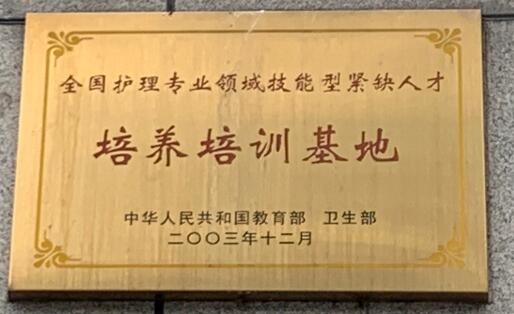 全国护理专业领域技能型紧缺人才
培养培训基地
中华人民共和国教育部 卫生部
二〇〇三年十二月